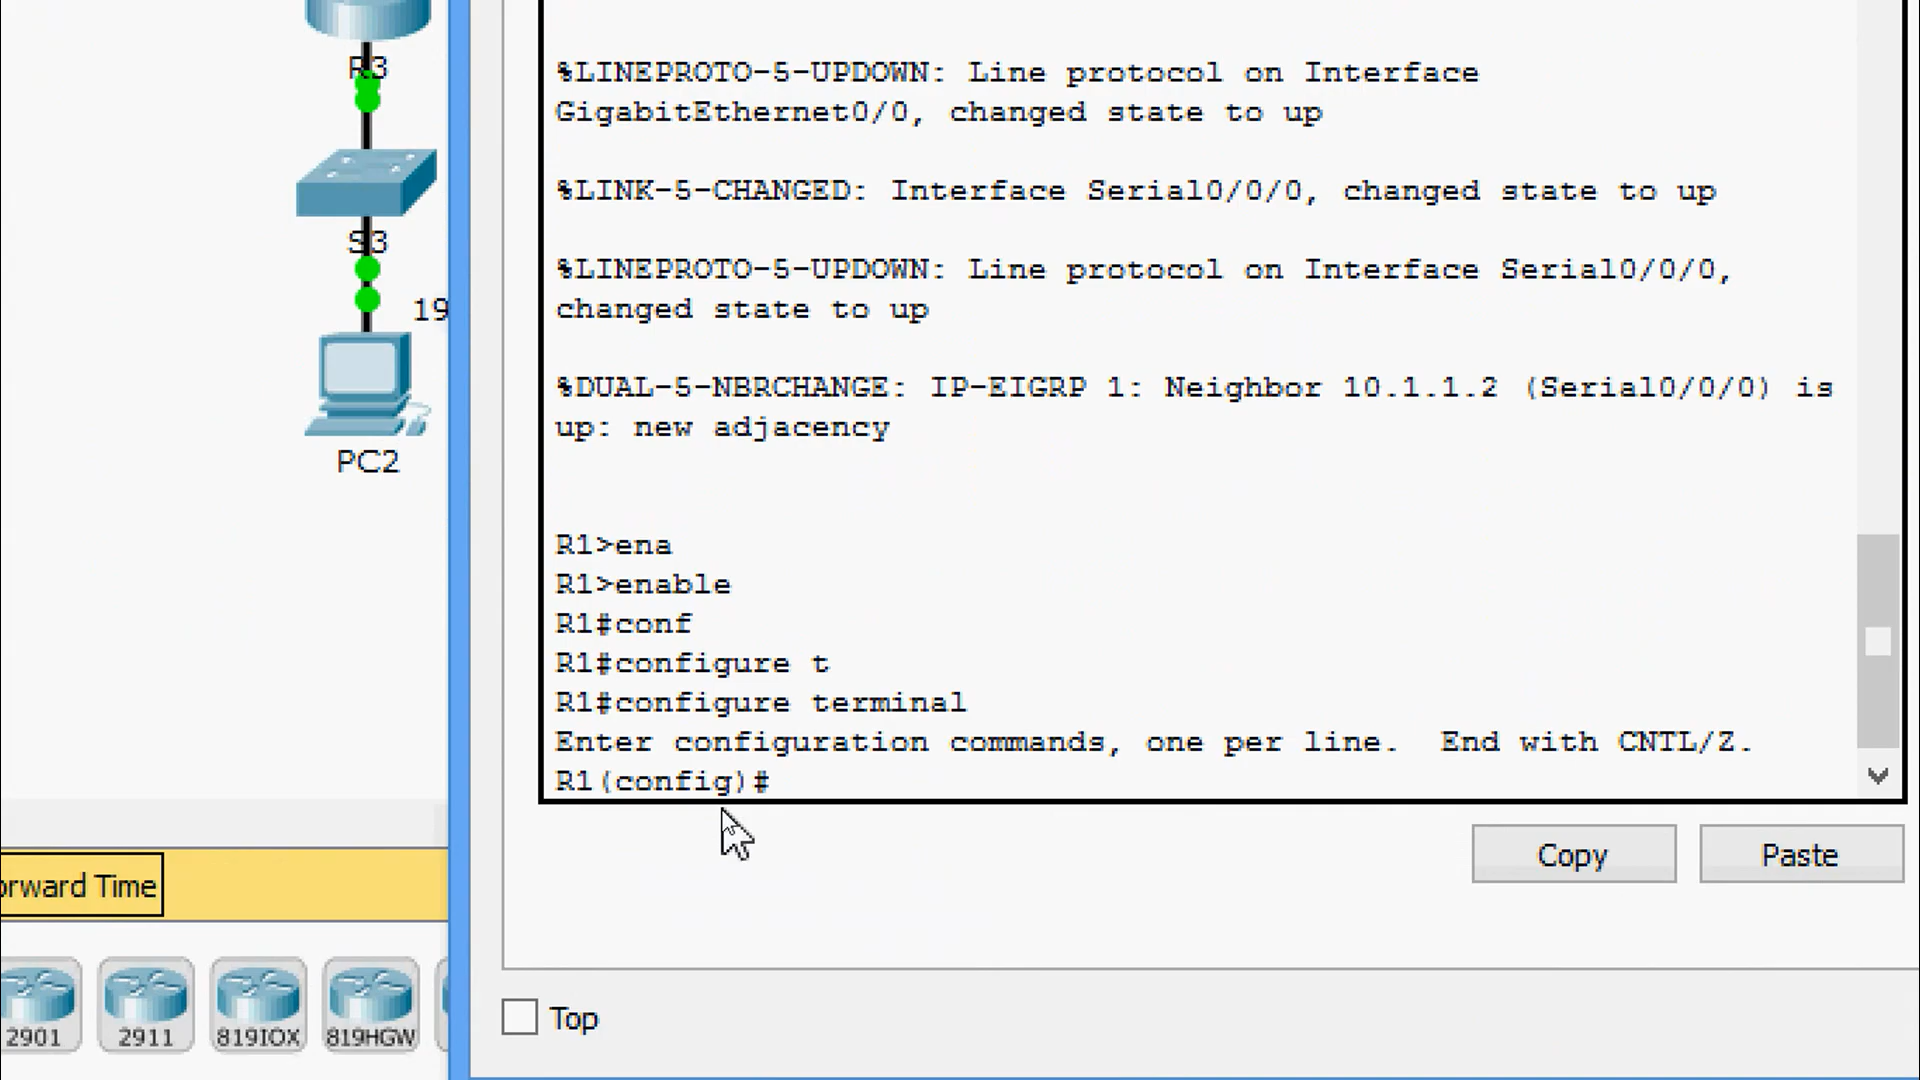 R3
S3
19
PC2
%LINEPROTO-5-UPDOWN: Line protocol on Interface
GigabitEthernet0/0, changed state to up
%LINK-5-CHANGED: Interface Serial0/0/0, changed state to up
%LINEPROTO-5-UPDOWN: Line protocol on Interface Serial0/0/0,
changed state to up
%DUAL-5-NBRCHANGE: IP-EIGRP 1: Neighbor 10.1.1.2 (Serial0/0/0) is
up: new adjacency
R1>ena
R1>enable
R1#conf
R1#configure t
R1#configure terminal
Enter configuration commands, one per line.  End with CNTL/Z.
R1(config)#
Copy
Paste
orward Time
2901
2911
819IOX
819HGW
Top